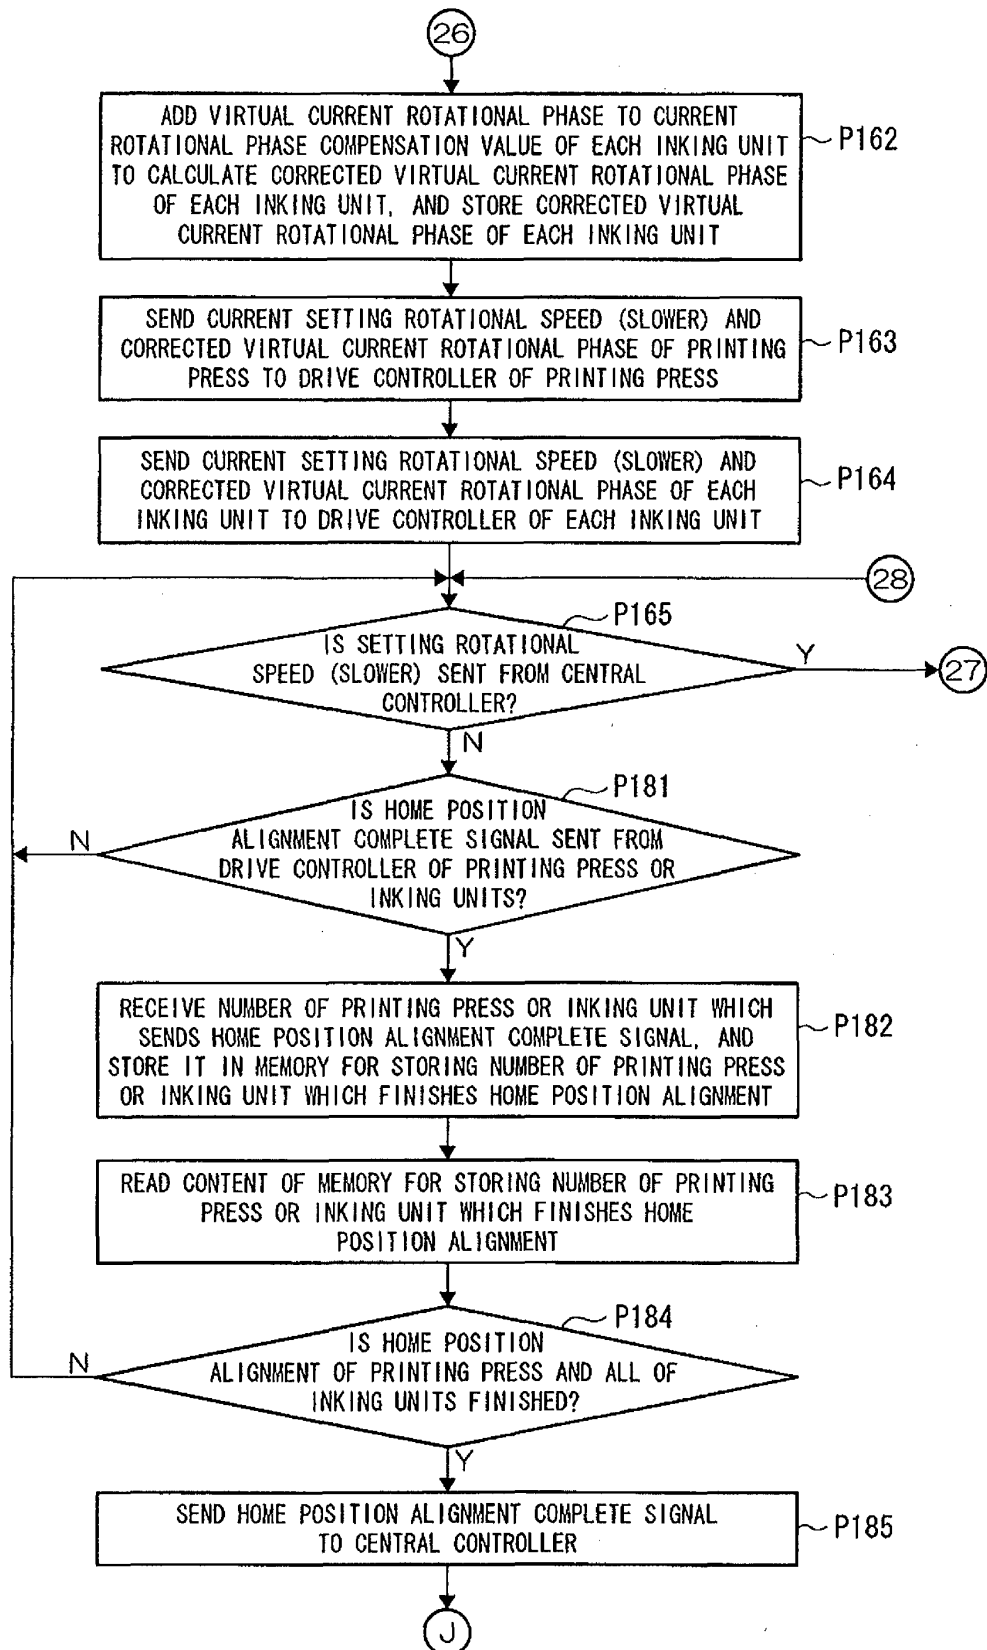 26
ADD VIRTUAL CURRENT ROTATIONAL PHASE TO CURRENT
ROTATIONAL PHASE COMPENSATION VALUE OF EACH INKING UNIT
TO CALCULATE CORRECTED VIRTUAL CURRENT ROTATIONAL PHASE
OF EACH INKING UNIT, AND STORE CORRECTED VIRTUAL
CURRENT ROTATIONAL PHASE OF EACH INKING UNIT
P162
SEND CURRENT SETTING ROTATIONAL SPEED (SLOWER) AND
CORRECTED VIRTUAL CURRENT ROTATIONAL PHASE OF PRINTING
PRESS TO DRIVE CONTROLLER OF PRINTING PRESS
P163
SEND CURRENT SETTING ROTATIONAL SPEED (SLOWER) AND
CORRECTED VIRTUAL CURRENT ROTATIONAL PHASE OF EACH
INKING UNIT TO DRIVE CONTROLLER OF EACH INKING UNIT
P164
28
P165
IS SETTING ROTATIONAL
SPEED (SLOWER) SENT FROM CENTRAL
CONTROLLER?
Y
27
N
P181
IS HOME POSITION
ALIGNMENT COMPLETE SIGNAL SENT FROM
DRIVE CONTROLLER OF PRINTING PRESS OR
INKING UNITS?
N
Y
RECEIVE NUMBER OF PRINTING PRESS OR INKING UNIT WHICH
SENDS HOME POSITION ALIGNMENT COMPLETE SIGNAL, AND
STORE IT IN MEMORY FOR STORING NUMBER OF PRINTING PRESS
OR INKING UNIT WHICH FINISHES HOME POSITION ALIGNMENT
P182
READ CONTENT OF MEMORY FOR STORING NUMBER OF PRINTING
PRESS OR INKING UNIT WHICH FINISHES HOME
POSITION ALIGNMENT
P183
P184
IS HOME POSITION
ALIGNMENT OF PRINTING PRESS AND ALL OF
INKING UNITS FINISHED?
N
Y
SEND HOME POSITION ALIGNMENT COMPLETE SIGNAL
TO CENTRAL CONTROLLER
P185
J